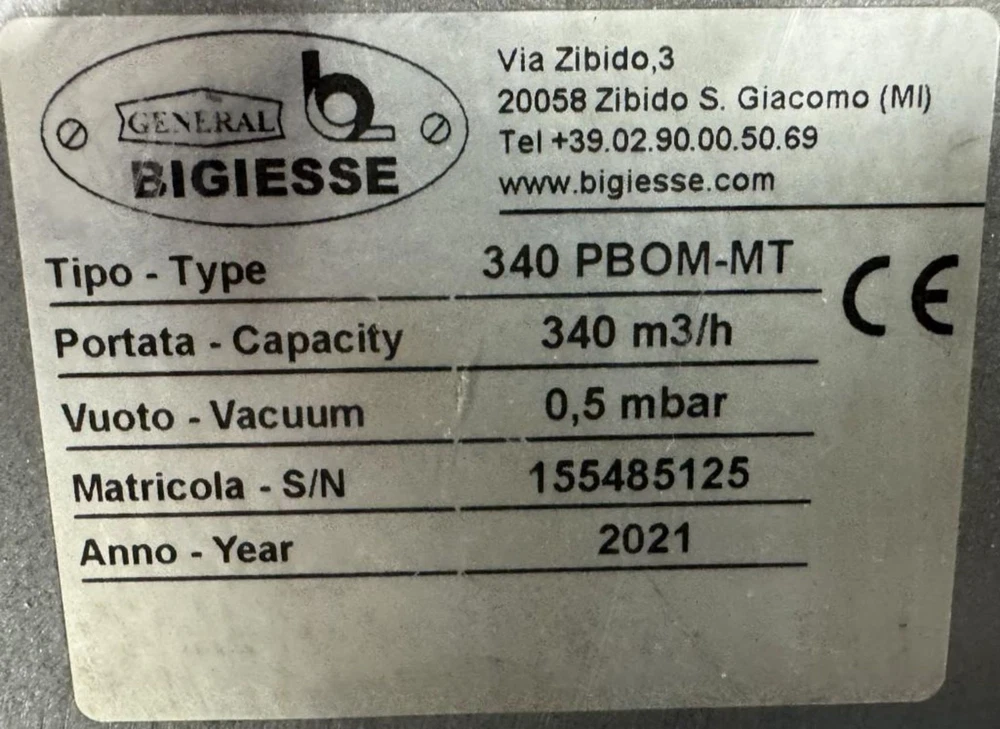 GENERAL
BIGIESSE
Via Zibido,3
20058 Zibido S. Giacomo (MI)
Tel +39.02.90.00.50.69
www.bigiesse.com
Tipo - Type 340 PBOM-MT
CE
Portata - Capacity 340 m3/h
Vuoto - Vacuum 0,5 mbar
Matricola - S/N 155485125
Anno - Year 2021